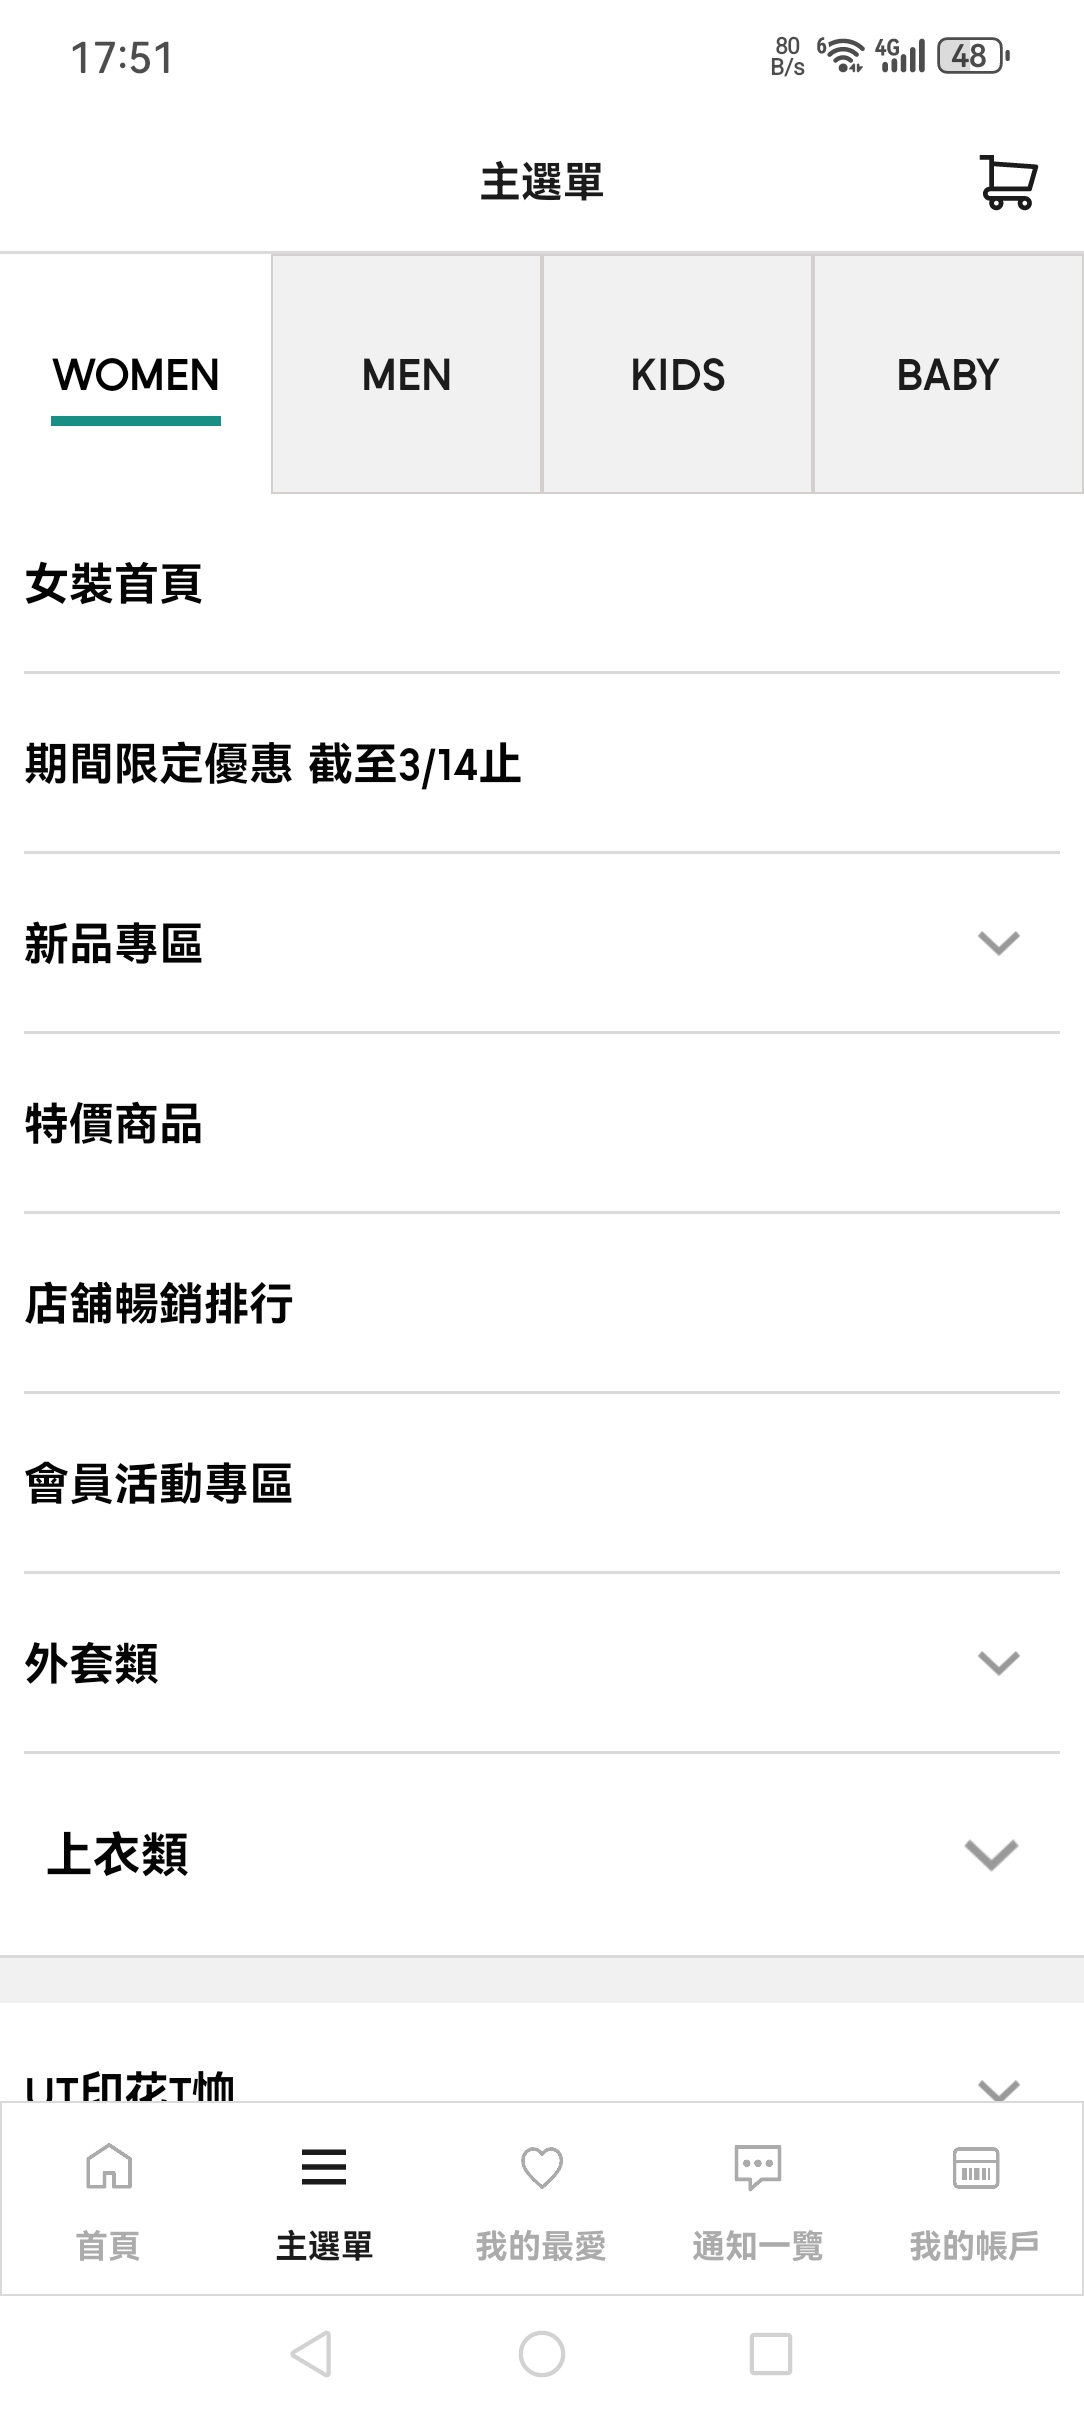 17:51
80
B/s
6
4G
48
主選單
WOMEN
MEN
KIDS
BABY
女裝首頁
期間限定優惠 截至3/14止
新品專區
特價商品
店舖暢銷排行
會員活動專區
外套類
上衣類
UT印花T恤
首頁
主選單
我的最愛
通知一覽
我的帳戶